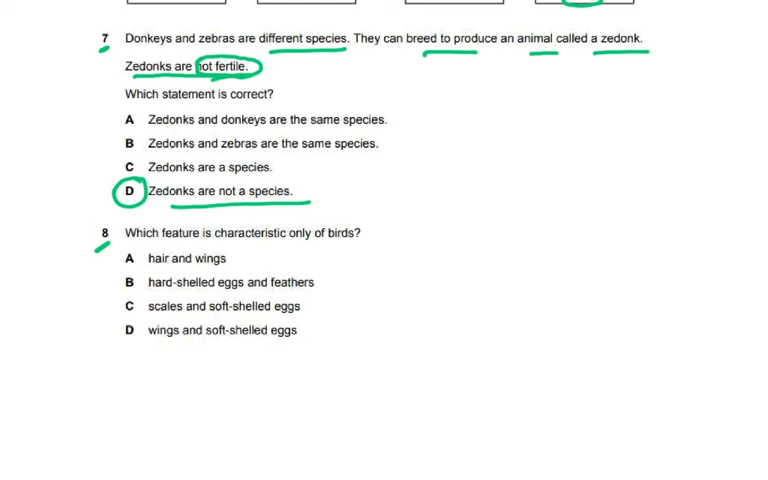 7 Donkeys and zebras are different species. They can breed to produce an animal called a zedonk.
Zedonks are not fertile.
Which statement is correct?
A Zedonks and donkeys are the same species.
B Zedonks and zebras are the same species.
C Zedonks are a species.
D Zedonks are not a species.
8 Which feature is characteristic only of birds?
A hair and wings
B hard-shelled eggs and feathers
C scales and soft-shelled eggs
D wings and soft-shelled eggs